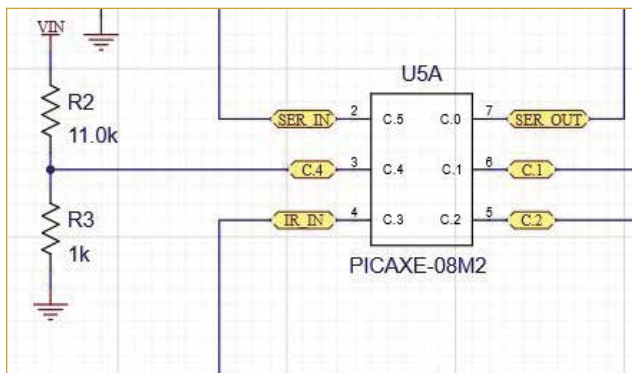 VIN
R2
11.0k
R3
1k
U5A
SER_IN 2 C.5 C.0 7 SER_OUT
C.4 3 C.4 C.1 6 C.1
IR_IN 4 C.3 C.2 5 C.2
PICAXE-08M2